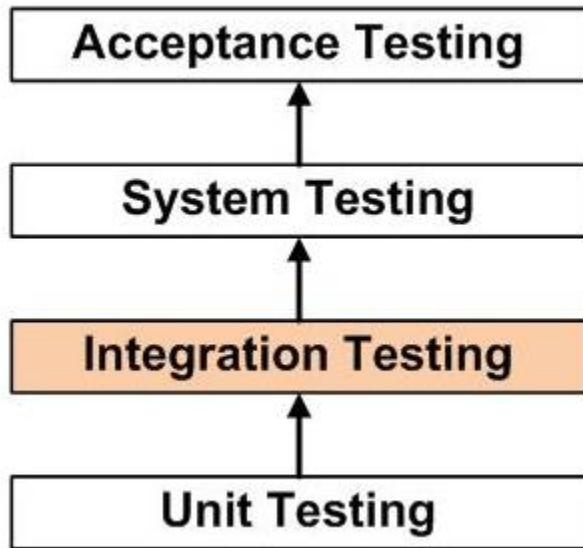 Acceptance Testing
System Testing
Integration Testing
Unit Testing